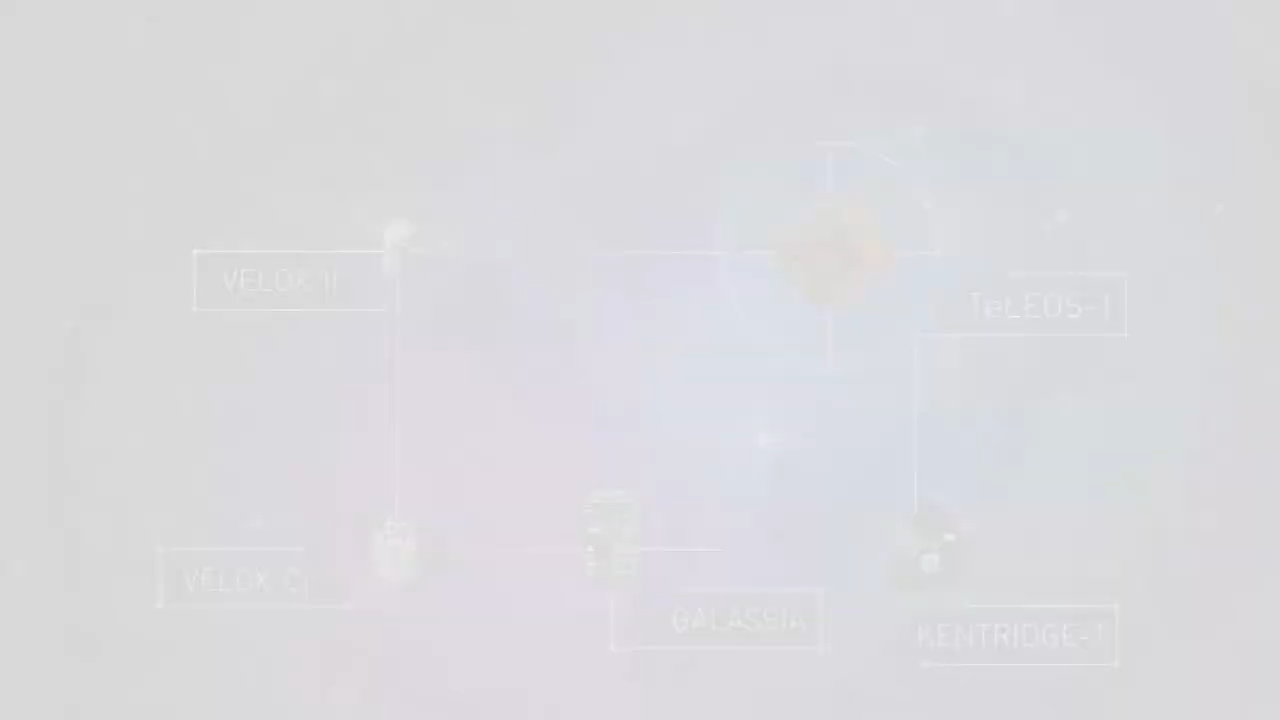 VELOX II
TeLEOS-1
VELOX C
GALASSIA
KENTRIDGE-1